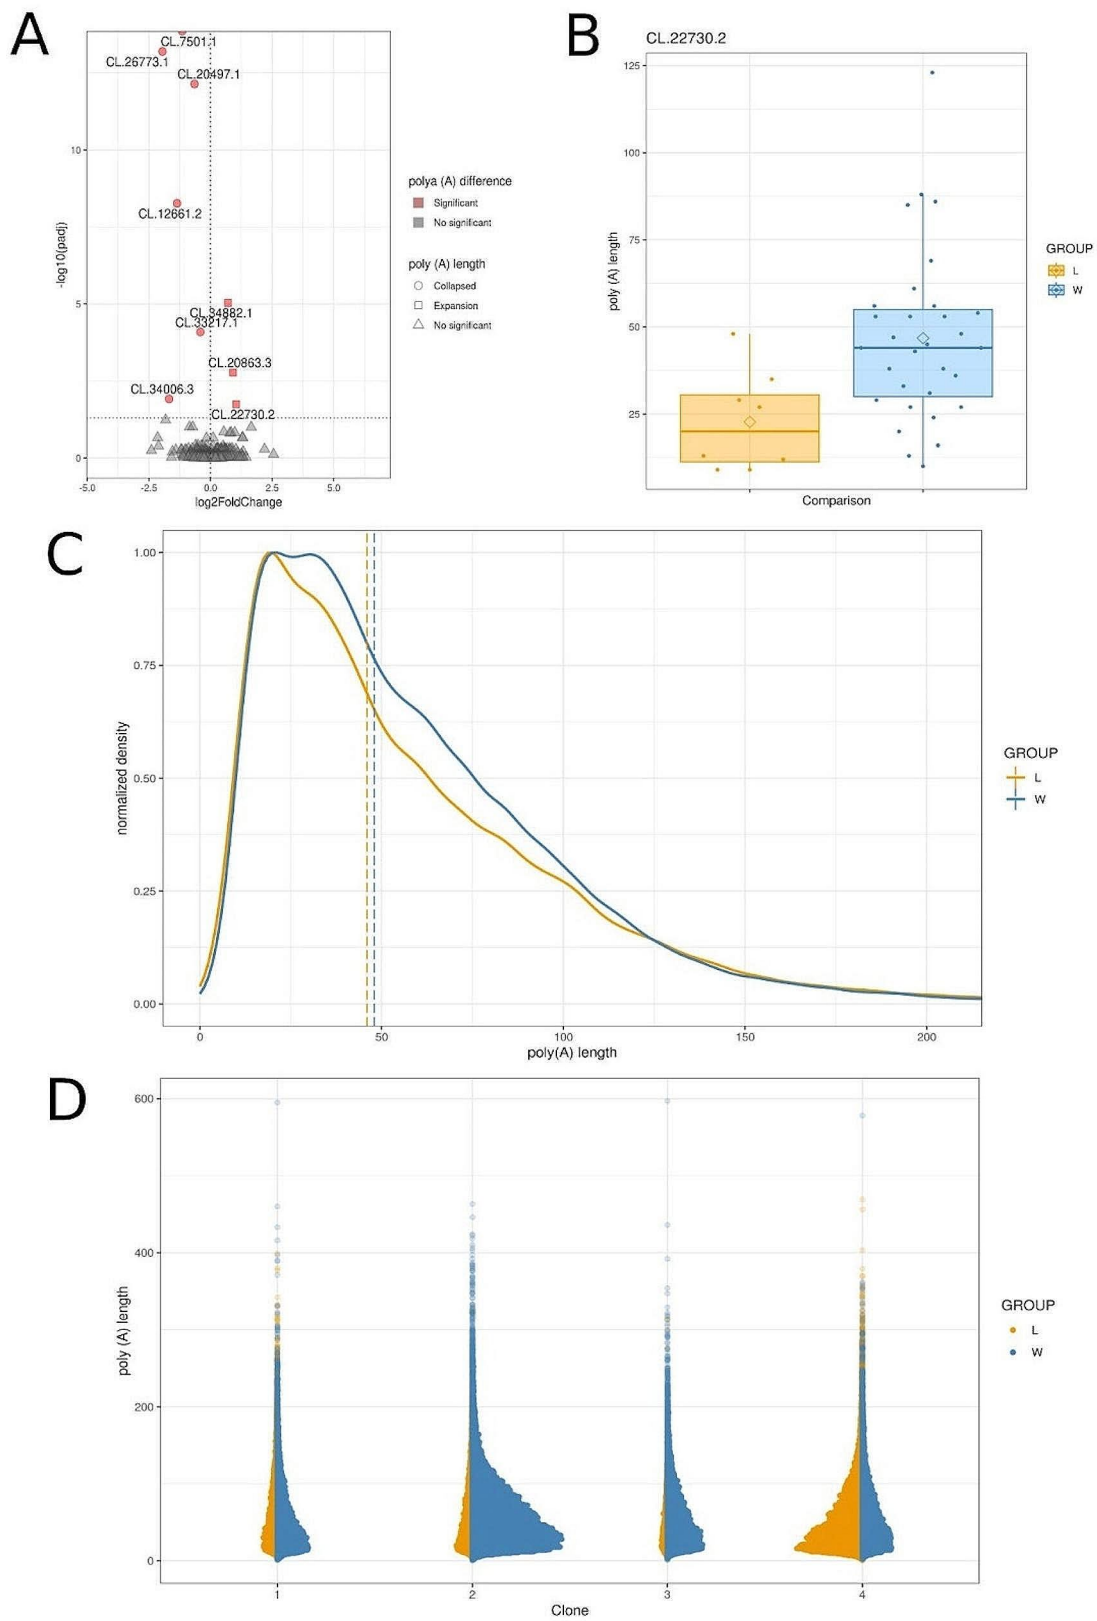 A
CL.7501.1
CL.26773.1
CL.20497.1
10
CL.12661.2
-log10(padj)
5
CL.34882.1
CL.33217.1
CL.20863.3
CL.34006.3
CL.22730.2
0
-5.0 -2.5 0.0 2.5 5.0
log2FoldChange
polya (A) difference
Significant
No significant
poly (A) length
Collapsed
Expansion
No significant
B
CL.22730.2
125
100
75
50
25
poly (A) length
Comparison
GROUP
L
W
C
1.00
0.75
0.50
0.25
0.00
normalized density
0 50 100 150 200
poly(A) length
GROUP
L
W
D
600
400
200
0
poly (A) length
1 2 3 4
Clone
GROUP
L
W